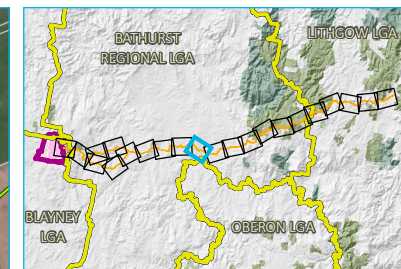 BATHURST
REGIONAL LGA
LITHGOW LGA
BLAYNEY
LGA
OBERON LGA